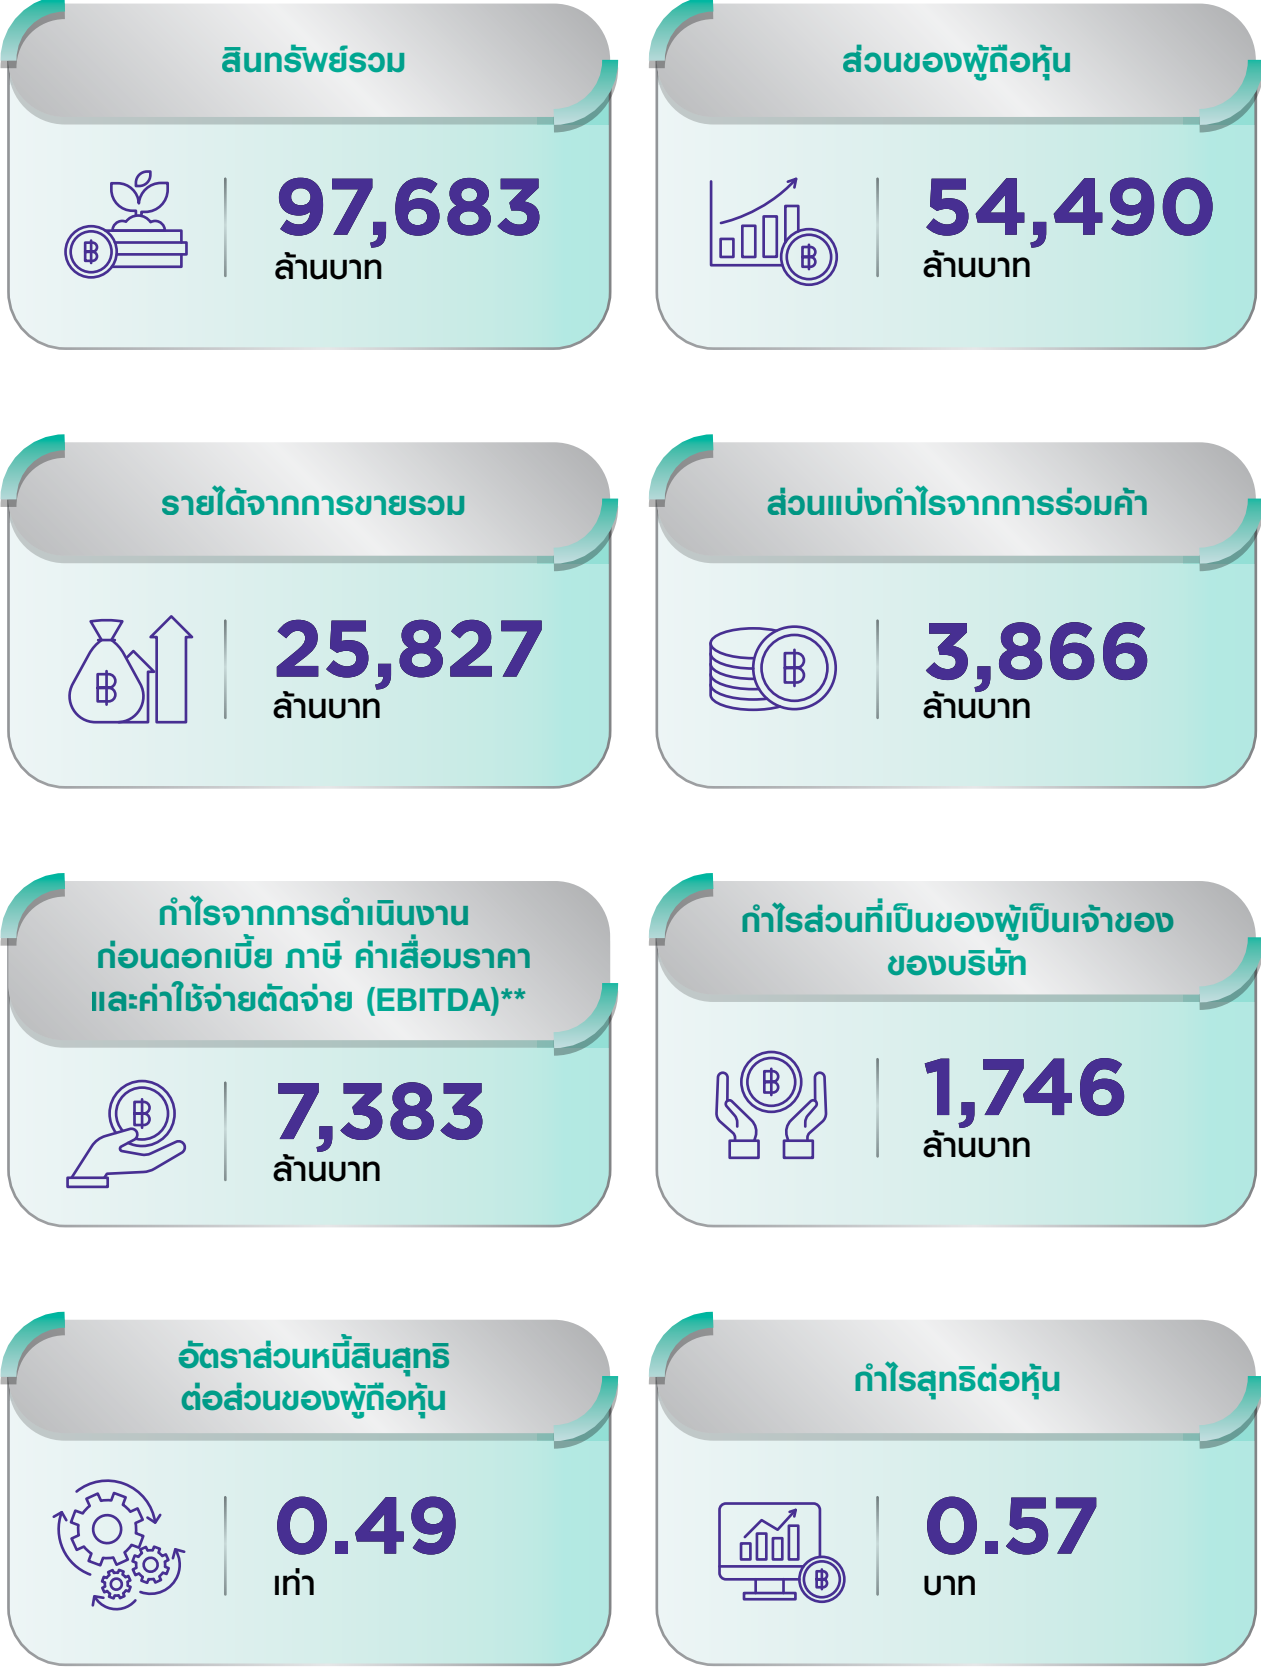 สินทรัพย์รวม
97,683
ล้านบาท
ส่วนของผู้ถือหุ้น
54,490
ล้านบาท
รายได้จากการขายรวม
25,827
ล้านบาท
ส่วนแบ่งกำไรจากการร่วมค้า
3,866
ล้านบาท
กำไรจากการดำเนินงาน
ก่อนดอกเบี้ย ภาษี ค่าเสื่อมราคา
และค่าใช้จ่ายตัดจ่าย (EBITDA)**
7,383
ล้านบาท
กำไรส่วนที่เป็นของผู้เป็นเจ้าของ
ของบริษัท
1,746
ล้านบาท
อัตราส่วนหนี้สินสุทธิ
ต่อส่วนของผู้ถือหุ้น
0.49
เท่า
กำไรสุทธิต่อหุ้น
0.57
บาท